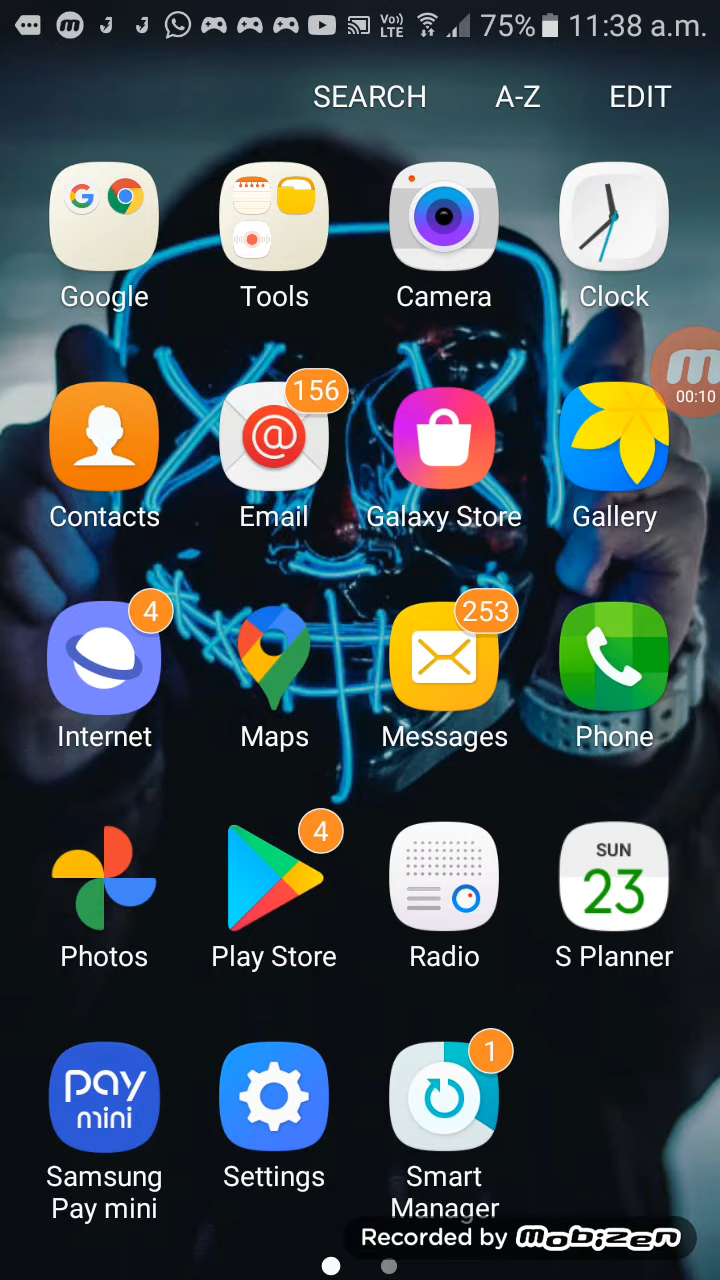 Vo))
LTE
75% 11:38 a.m.
SEARCH A-Z EDIT
Google Tools Camera Clock
00:10
156
Contacts Email Galaxy Store Gallery
4 253
Internet Maps Messages Phone
4
SUN
23
Photos Play Store Radio S Planner
pay
mini
1
Samsung
Pay mini
Settings
Smart
Manager
Recorded by mobizen